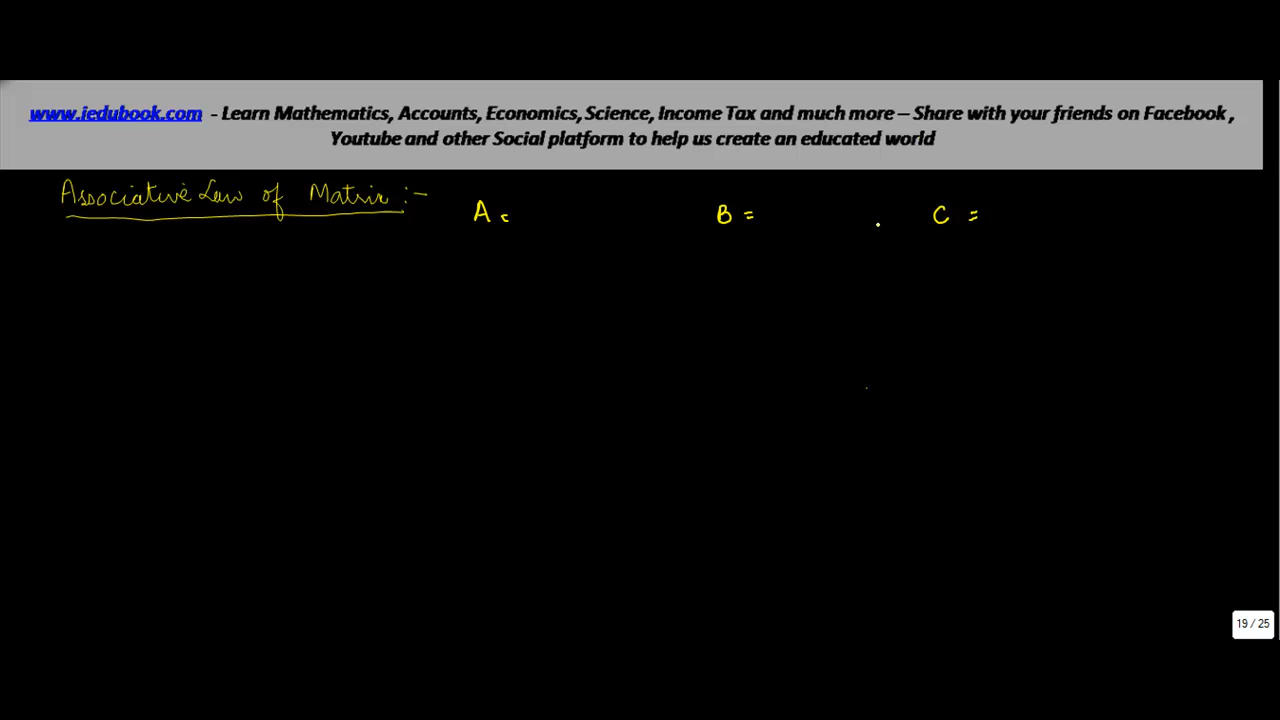 www.iedubook.com - Learn Mathematics, Accounts, Economics, Science, Income Tax and much more – Share with your friends on Facebook ,
Youtube and other Social platform to help us create an educated world
Associative Law of Matrix :-
A = B = C =
19 / 25